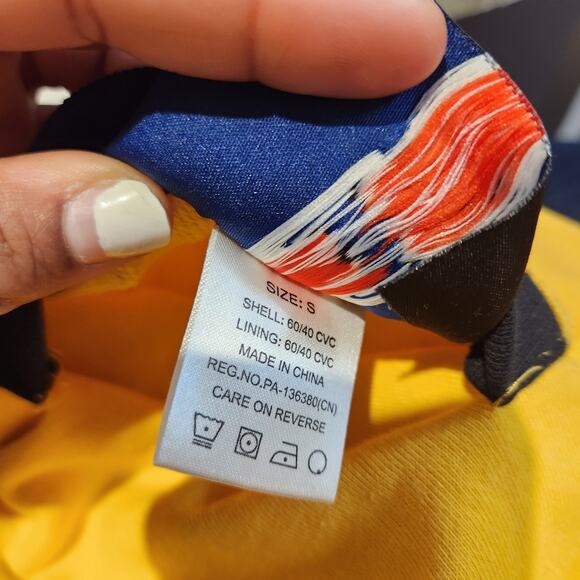 SIZE: S
SHELL: 60/40 CVC
LINING: 60/40 CVC
MADE IN CHINA
REG.NO.PA-136380(CN)
CARE ON REVERSE